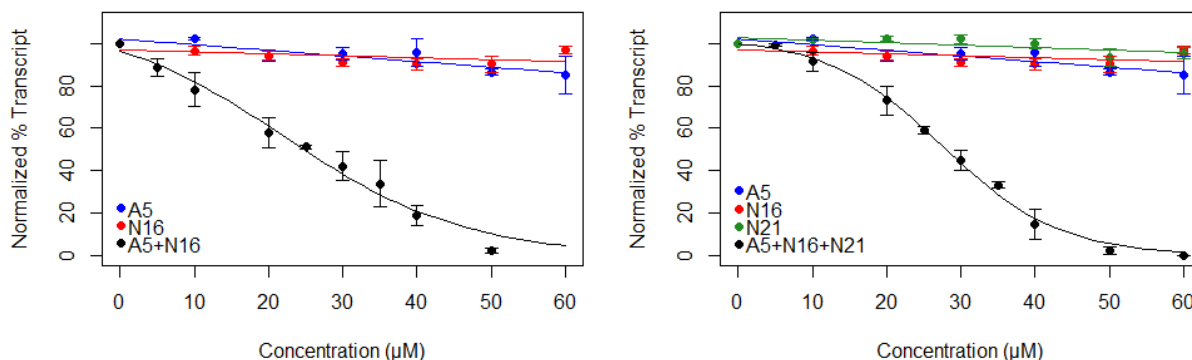 Normalized % Transcript
80
60
40
20
0
A5
N16
A5+N16
0 10 20 30 40 50 60
Concentration (µM)
Normalized % Transcript
80
60
40
20
0
A5
N16
N21
A5+N16+N21
0 10 20 30 40 50 60
Concentration (µM)